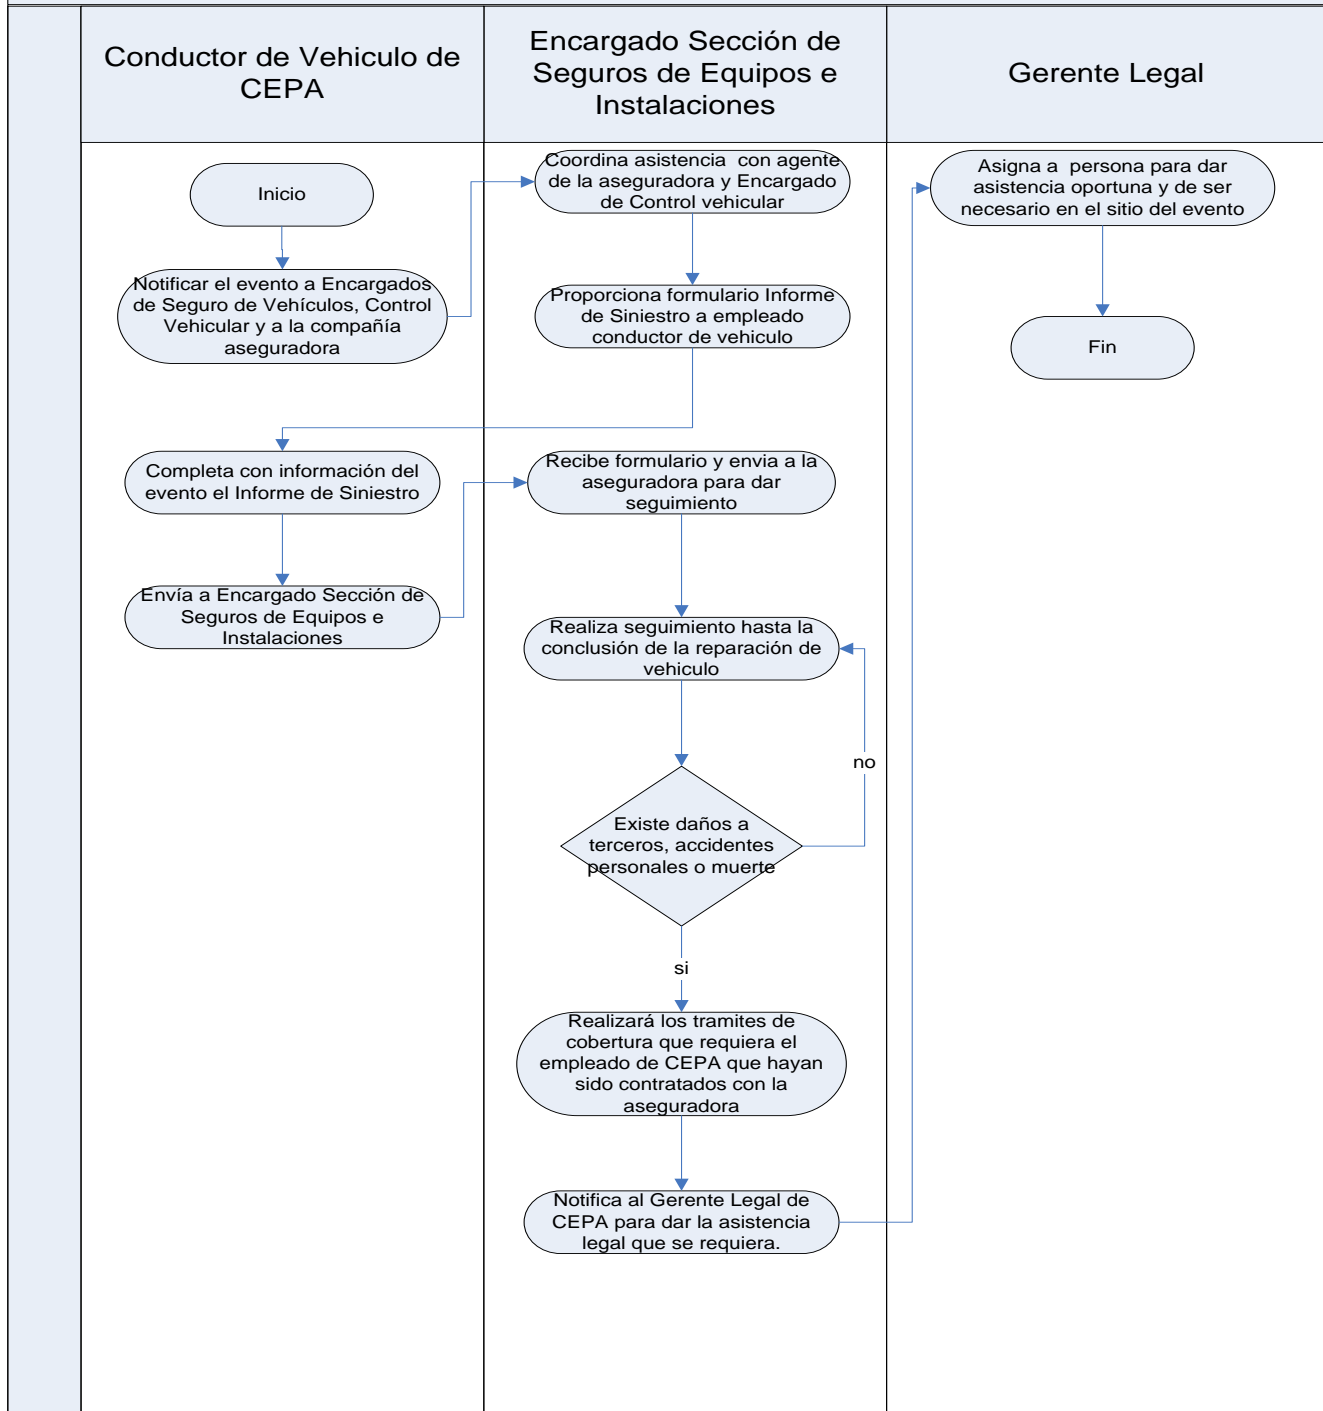 Conductor de Vehiculo de
CEPA
Encargado Sección de
Seguros de Equipos e
Instalaciones
Gerente Legal
Inicio
Notificar el evento a Encargados
de Seguro de Vehículos, Control
Vehicular y a la compañía
aseguradora
Coordina asistencia  con agente
de la aseguradora y Encargado
de Control vehicular
Proporciona formulario Informe
de Siniestro a empleado
conductor de vehiculo
Completa con información del
evento el Informe de Siniestro
Envía a Encargado Sección de
Seguros de Equipos e
Instalaciones
Recibe formulario y envia a la
aseguradora para dar
seguimiento
Realiza seguimiento hasta la
conclusión de la reparación de
vehiculo
no
Existe daños a
terceros, accidentes
personales o muerte
si
Realizará los tramites de
cobertura que requiera el
empleado de CEPA que hayan
sido contratados con la
aseguradora
Notifica al Gerente Legal de
CEPA para dar la asistencia
legal que se requiera.
Asigna a  persona para dar
asistencia oportuna y de ser
necesario en el sitio del evento
Fin